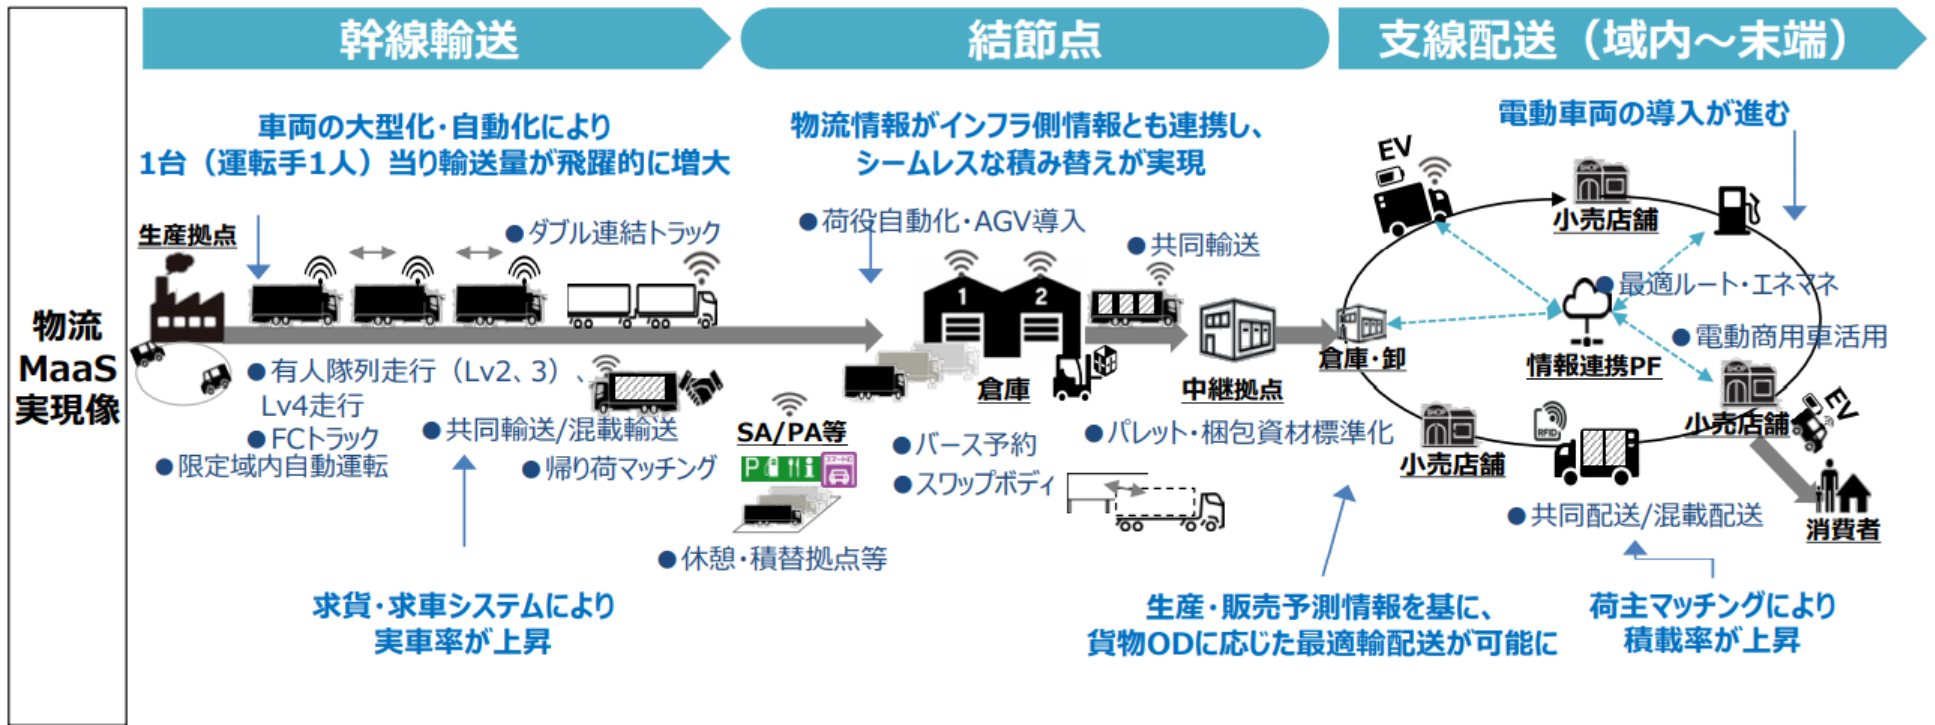 物流
MaaS
実現像
幹線輸送
結節点
支線配送（域内～末端）
車両の大型化・自動化により
1台（運転手1人）当り輸送量が飛躍的に増大
生産拠点
●ダブル連結トラック
●有人隊列走行（Lv2、3）、
Lv4走行
●FCトラック
●限定域内自動運転
●共同輸送/混載輸送
●帰り荷マッチング
求貨・求車システムにより
実車率が上昇
物流情報がインフラ側情報とも連携し、
シームレスな積み替えが実現
●荷役自動化・AGV導入
●共同輸送
1
2
倉庫
中継拠点
SA/PA等
P
スマートIC
●休憩・積替拠点等
●バース予約
●スワップボディ
●パレット・梱包資材標準化
生産・販売予測情報を基に、
貨物ODに応じた最適輸配送が可能に
電動車両の導入が進む
EV
SHOP
小売店舗
●最適ルート・エネマネ
●電動商用車活用
倉庫・卸
情報連携PF
SHOP
小売店舗
EV
RFID
SHOP
小売店舗
●共同配送/混載配送
消費者
荷主マッチングにより
積載率が上昇